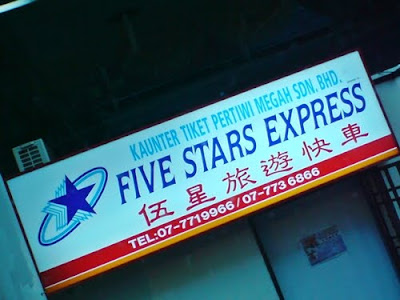 KAUNTER TIKET PERTIWI MEGAH SDN. BHD.
FIVE STARS EXPRESS
伍星旅遊快車
TEL: 07-7719966 / 07-773 6866